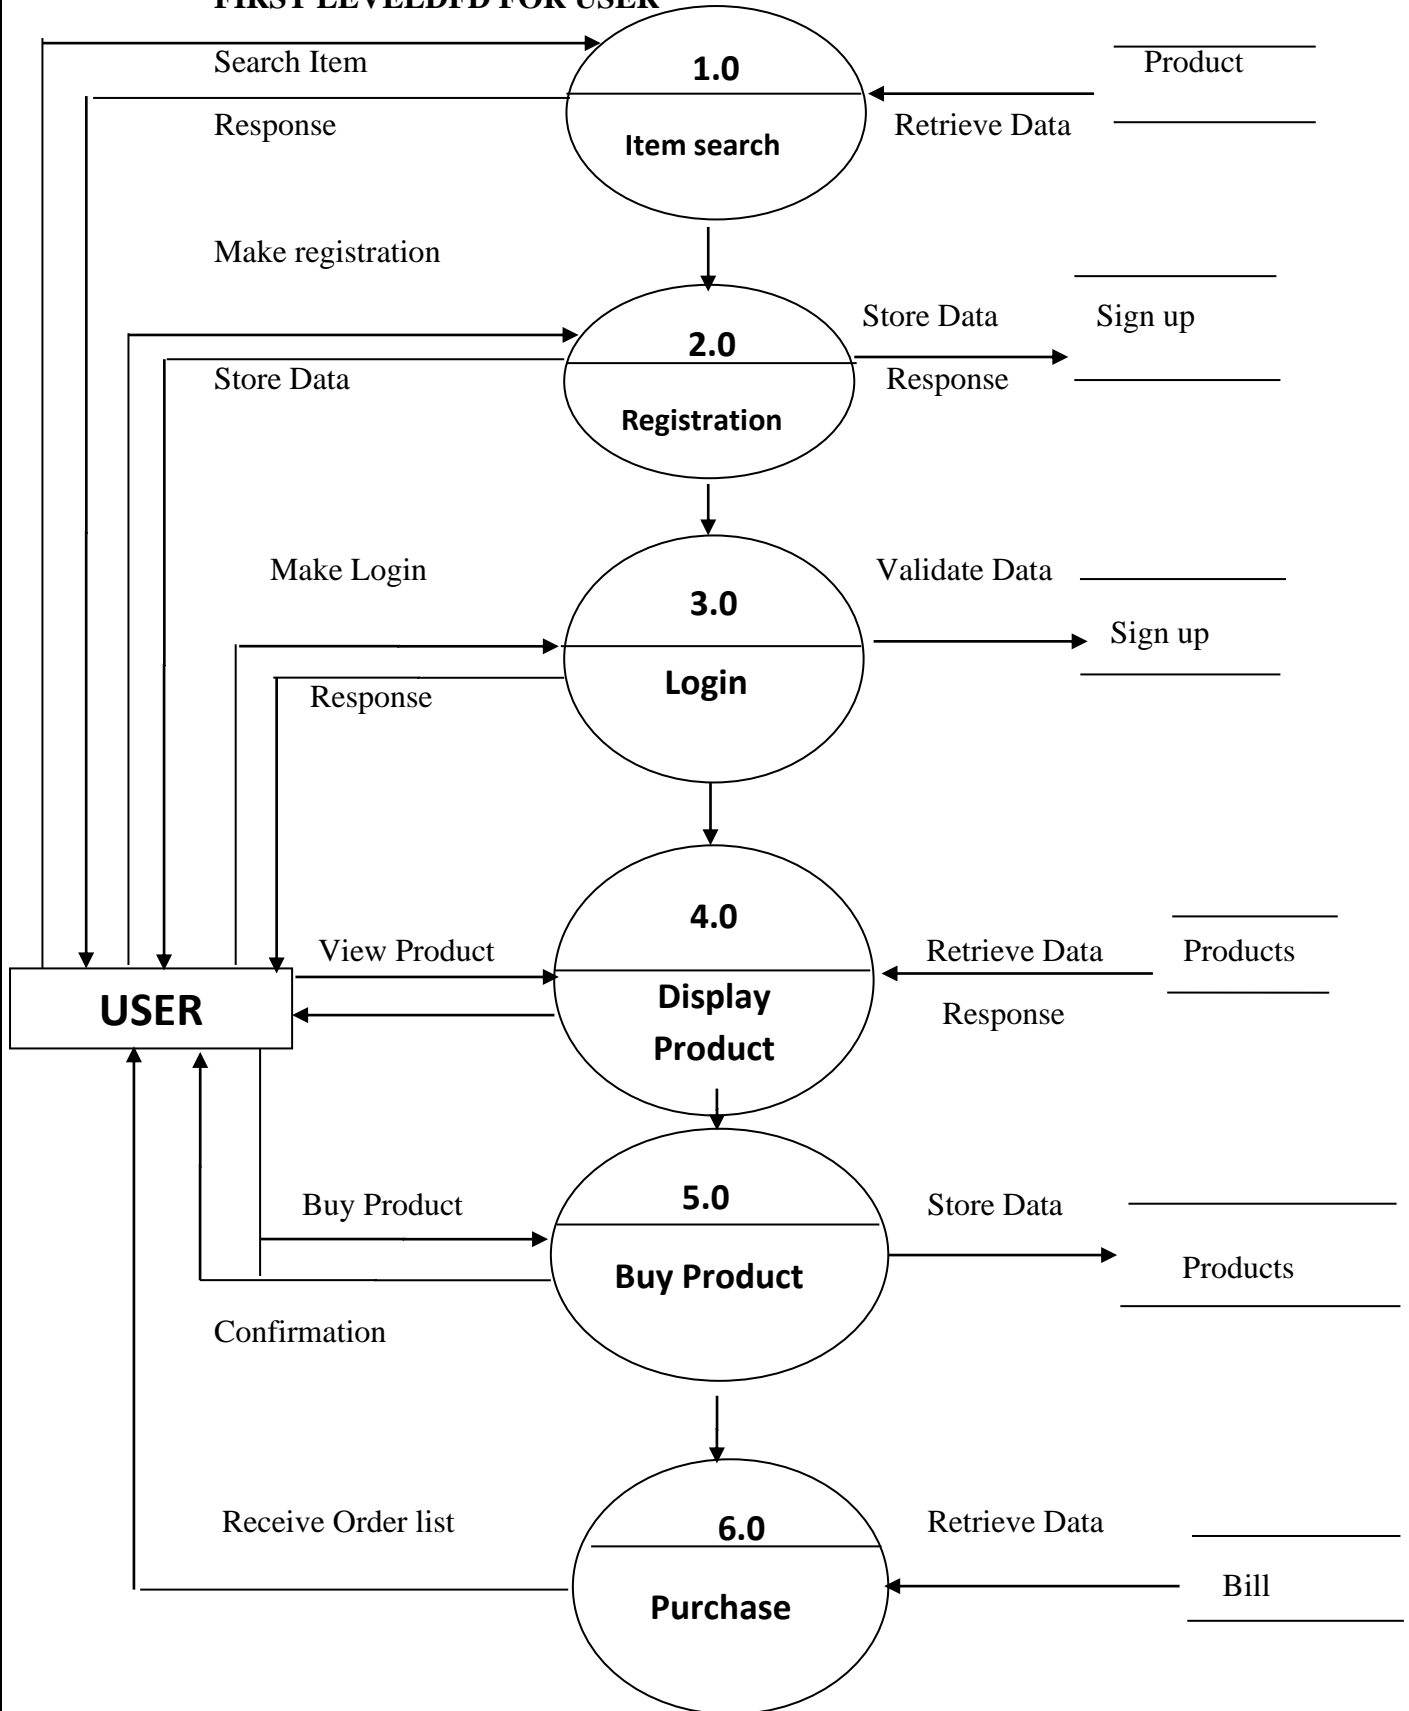 FIRST LEVELDFD FOR USER
Search Item
1.0
Product
Response
Item search
Retrieve Data
Make registration
2.0
Store Data
Sign up
Store Data
Response
Registration
Make Login
Validate Data
3.0
Sign up
Response
Login
4.0
View Product
Retrieve Data
Products
USER
Display
Product
Response
5.0
Buy Product
Store Data
Buy Product
Products
Confirmation
Receive Order list
6.0
Retrieve Data
Purchase
Bill